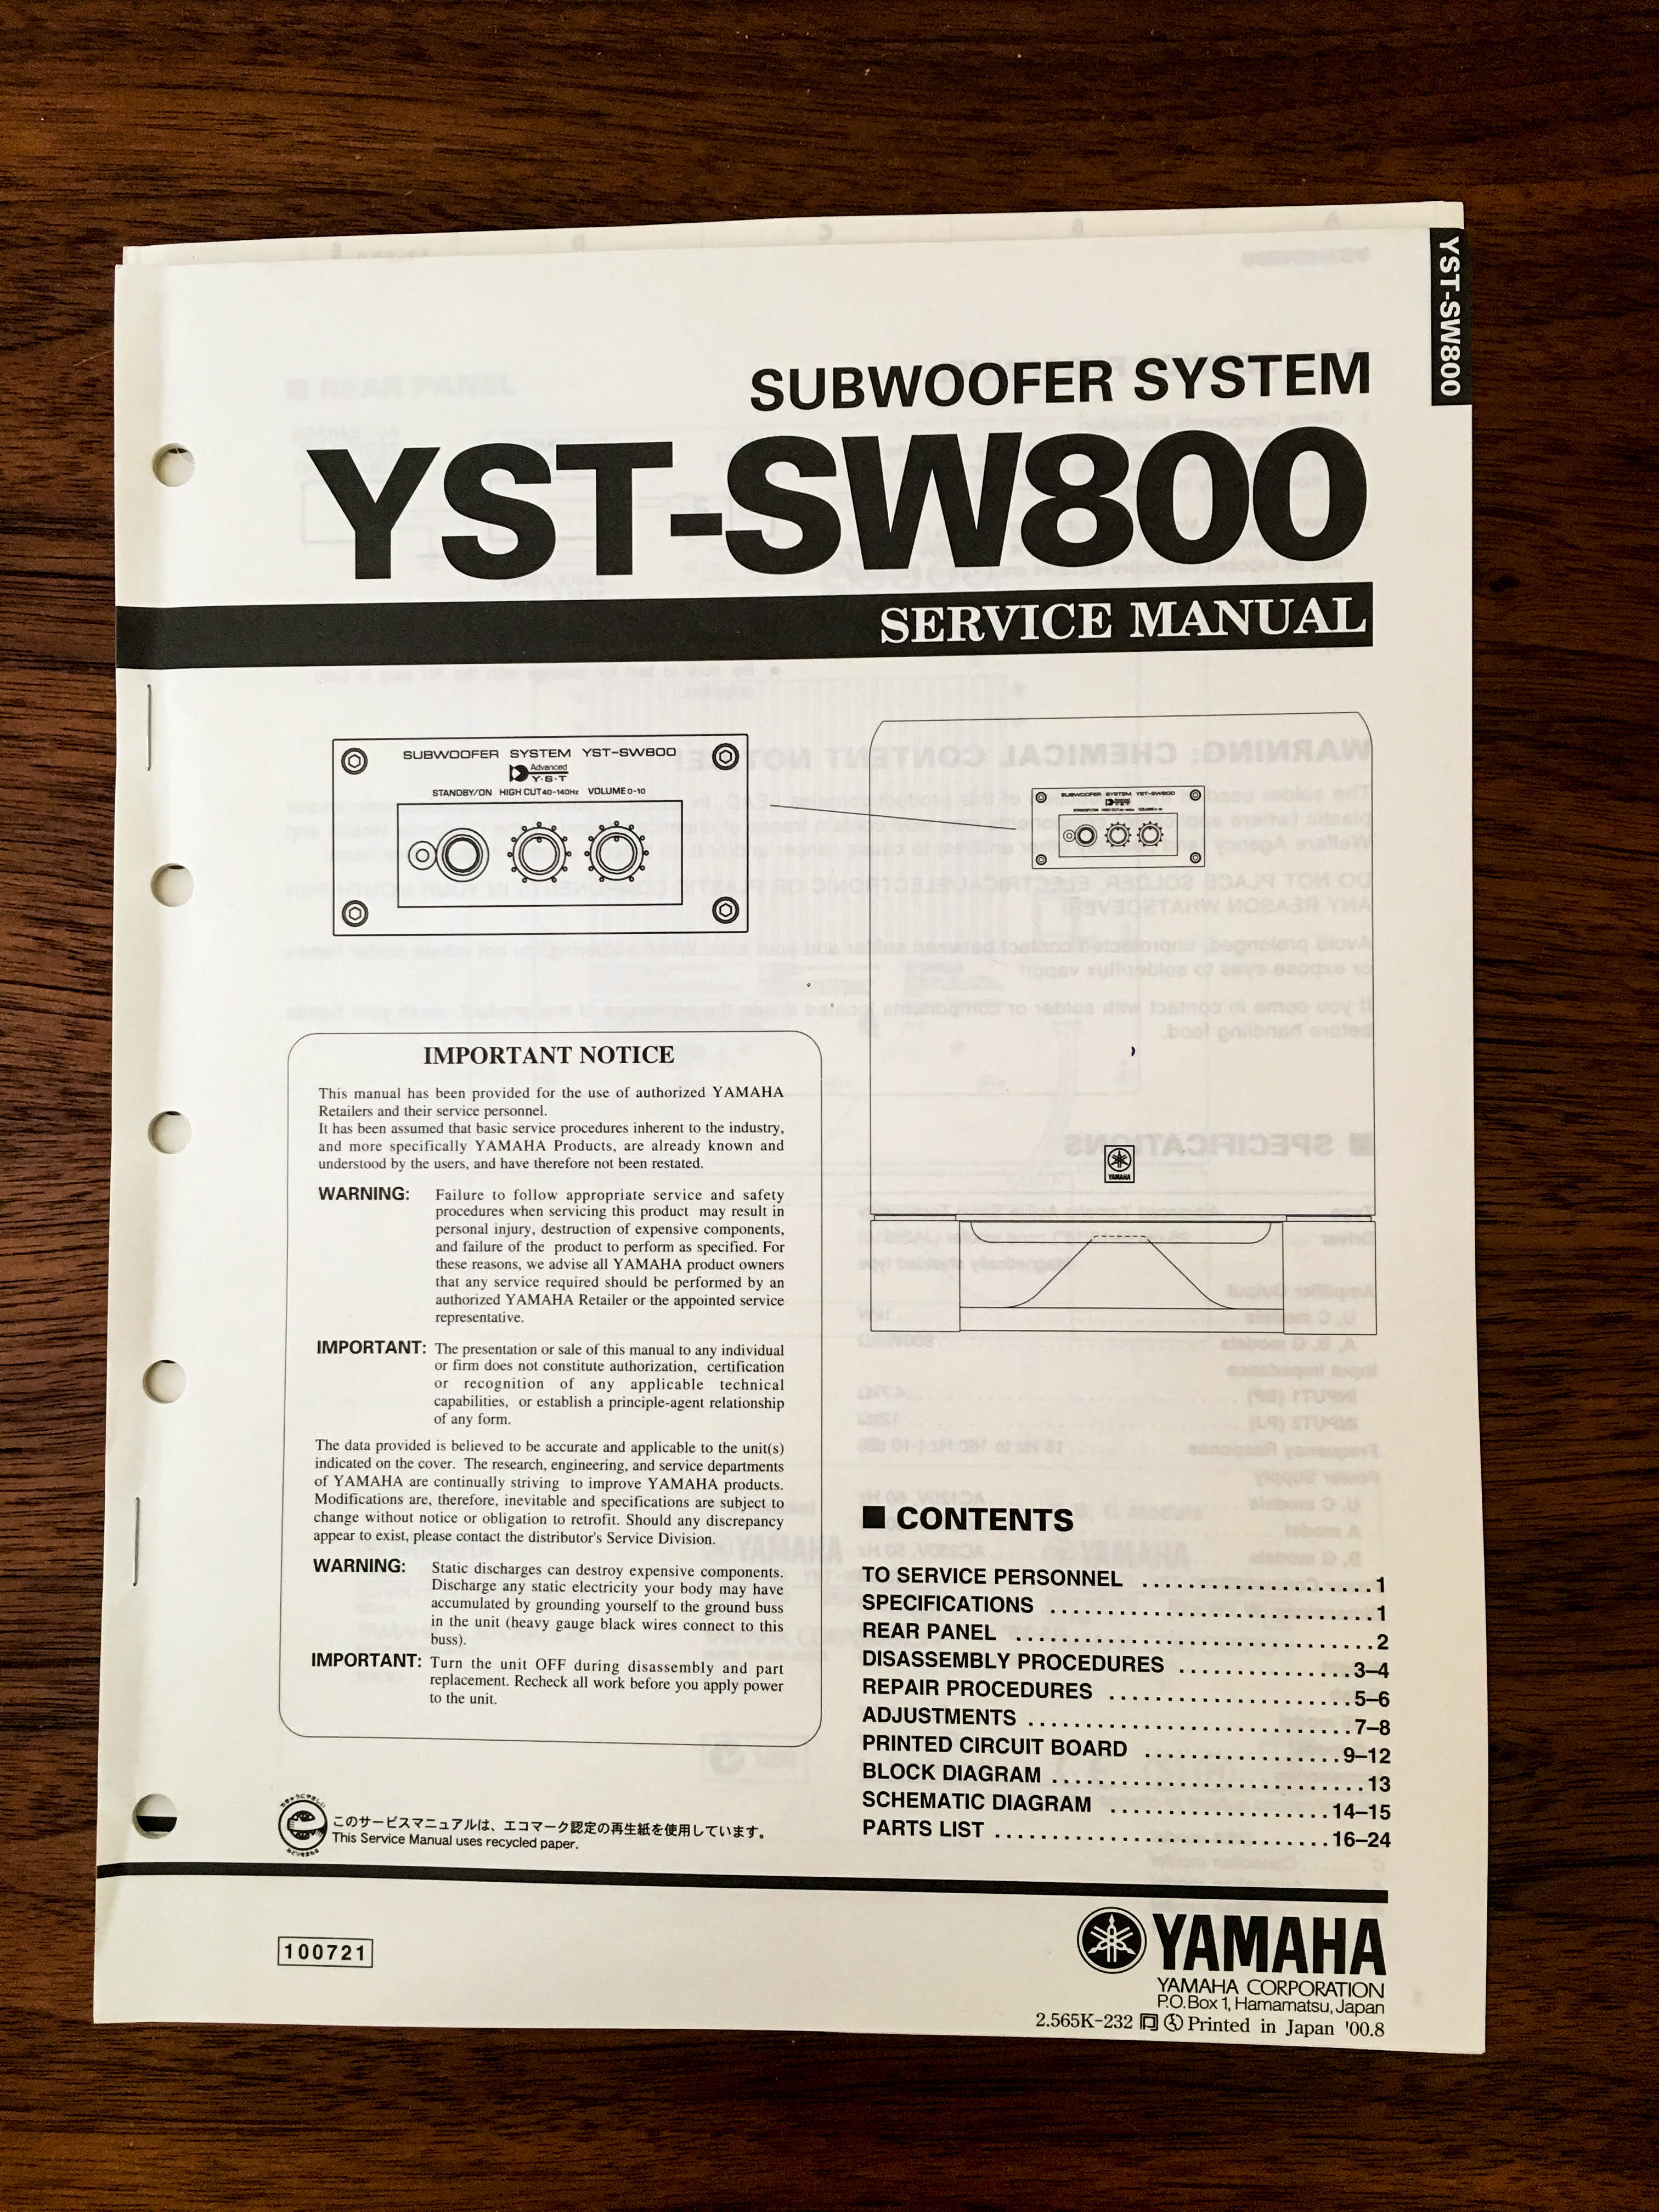 YST-SW800
SUBWOOFER SYSTEM
YST-SW800
SERVICE MANUAL
SUBWOOFER SYSTEM YST-SW800
Advanced
Y·S·T
STANDBY/ON HIGH CUT 40-140Hz VOLUME 0-10
SUBWOOFER SYSTEM YST-SW800
YAMAHA
IMPORTANT NOTICE
This manual has been provided for the use of authorized YAMAHA
Retailers and their service personnel.
It has been assumed that basic service procedures inherent to the industry,
and more specifically YAMAHA Products, are already known and
understood by the users, and have therefore not been restated.
WARNING: Failure to follow appropriate service and safety
procedures when servicing this product may result in
personal injury, destruction of expensive components,
and failure of the product to perform as specified. For
these reasons, we advise all YAMAHA product owners
that any service required should be performed by an
authorized YAMAHA Retailer or the appointed service
representative.
IMPORTANT: The presentation or sale of this manual to any individual
or firm does not constitute authorization, certification
or recognition of any applicable technical
capabilities, or establish a principle-agent relationship
of any form.
The data provided is believed to be accurate and applicable to the unit(s)
indicated on the cover. The research, engineering, and service departments
of YAMAHA are continually striving to improve YAMAHA products.
Modifications are, therefore, inevitable and specifications are subject to
change without notice or obligation to retrofit. Should any discrepancy
appear to exist, please contact the distributor's Service Division.
WARNING: Static discharges can destroy expensive components.
Discharge any static electricity your body may have
accumulated by grounding yourself to the ground buss
in the unit (heavy gauge black wires connect to this
buss).
IMPORTANT: Turn the unit OFF during disassembly and part
replacement. Recheck all work before you apply power
to the unit.
■ CONTENTS
TO SERVICE PERSONNEL .......................1
SPECIFICATIONS ................................1
REAR PANEL ...................................2
DISASSEMBLY PROCEDURES ...............3–4
REPAIR PROCEDURES .......................5–6
ADJUSTMENTS ...............................7–8
PRINTED CIRCUIT BOARD ................9–12
BLOCK DIAGRAM ..............................13
SCHEMATIC DIAGRAM .....................14–15
PARTS LIST ................................16–24
このサービスマニュアルは、エコマーク認定の再生紙を使用しています。
This Service Manual uses recycled paper.
100721
YAMAHA
YAMAHA CORPORATION
P.O.Box 1, Hamamatsu, Japan
2.565K-232 Printed in Japan '00.8